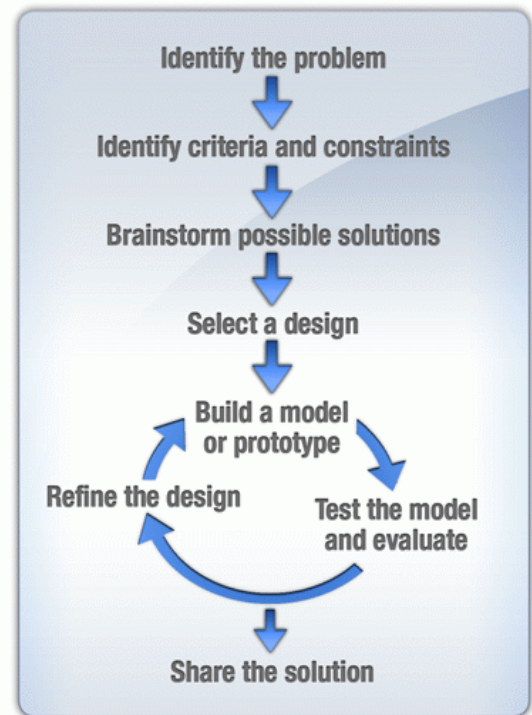 Identify the problem
Identify criteria and constraints
Brainstorm possible solutions
Select a design
Build a model
or prototype
Refine the design
Test the model
and evaluate
Share the solution